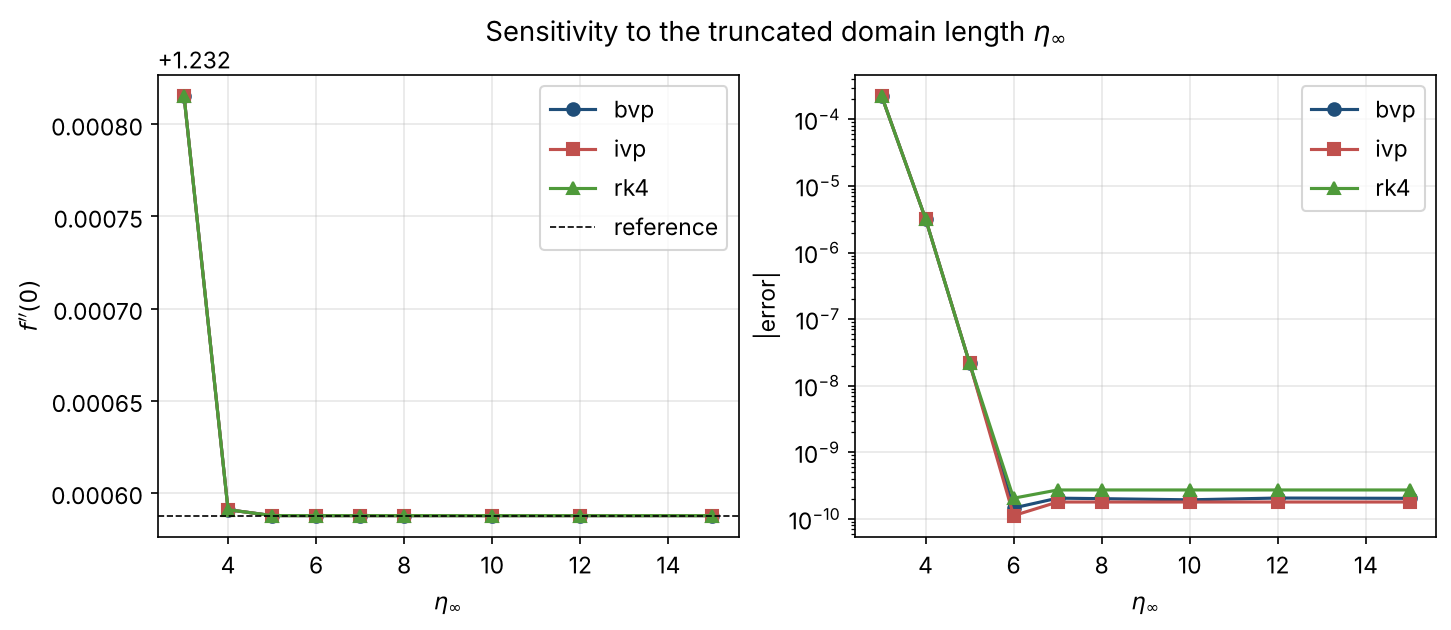 Sensitivity to the truncated domain length η∞
+1.232
0.00080
0.00075
0.00070
0.00065
0.00060
f′′(0)
4
6
8
10
12
14
η∞
bvp
ivp
rk4
reference
10⁻⁴
10⁻⁵
10⁻⁶
10⁻⁷
10⁻⁸
10⁻⁹
10⁻¹⁰
|error|
4
6
8
10
12
14
η∞
bvp
ivp
rk4